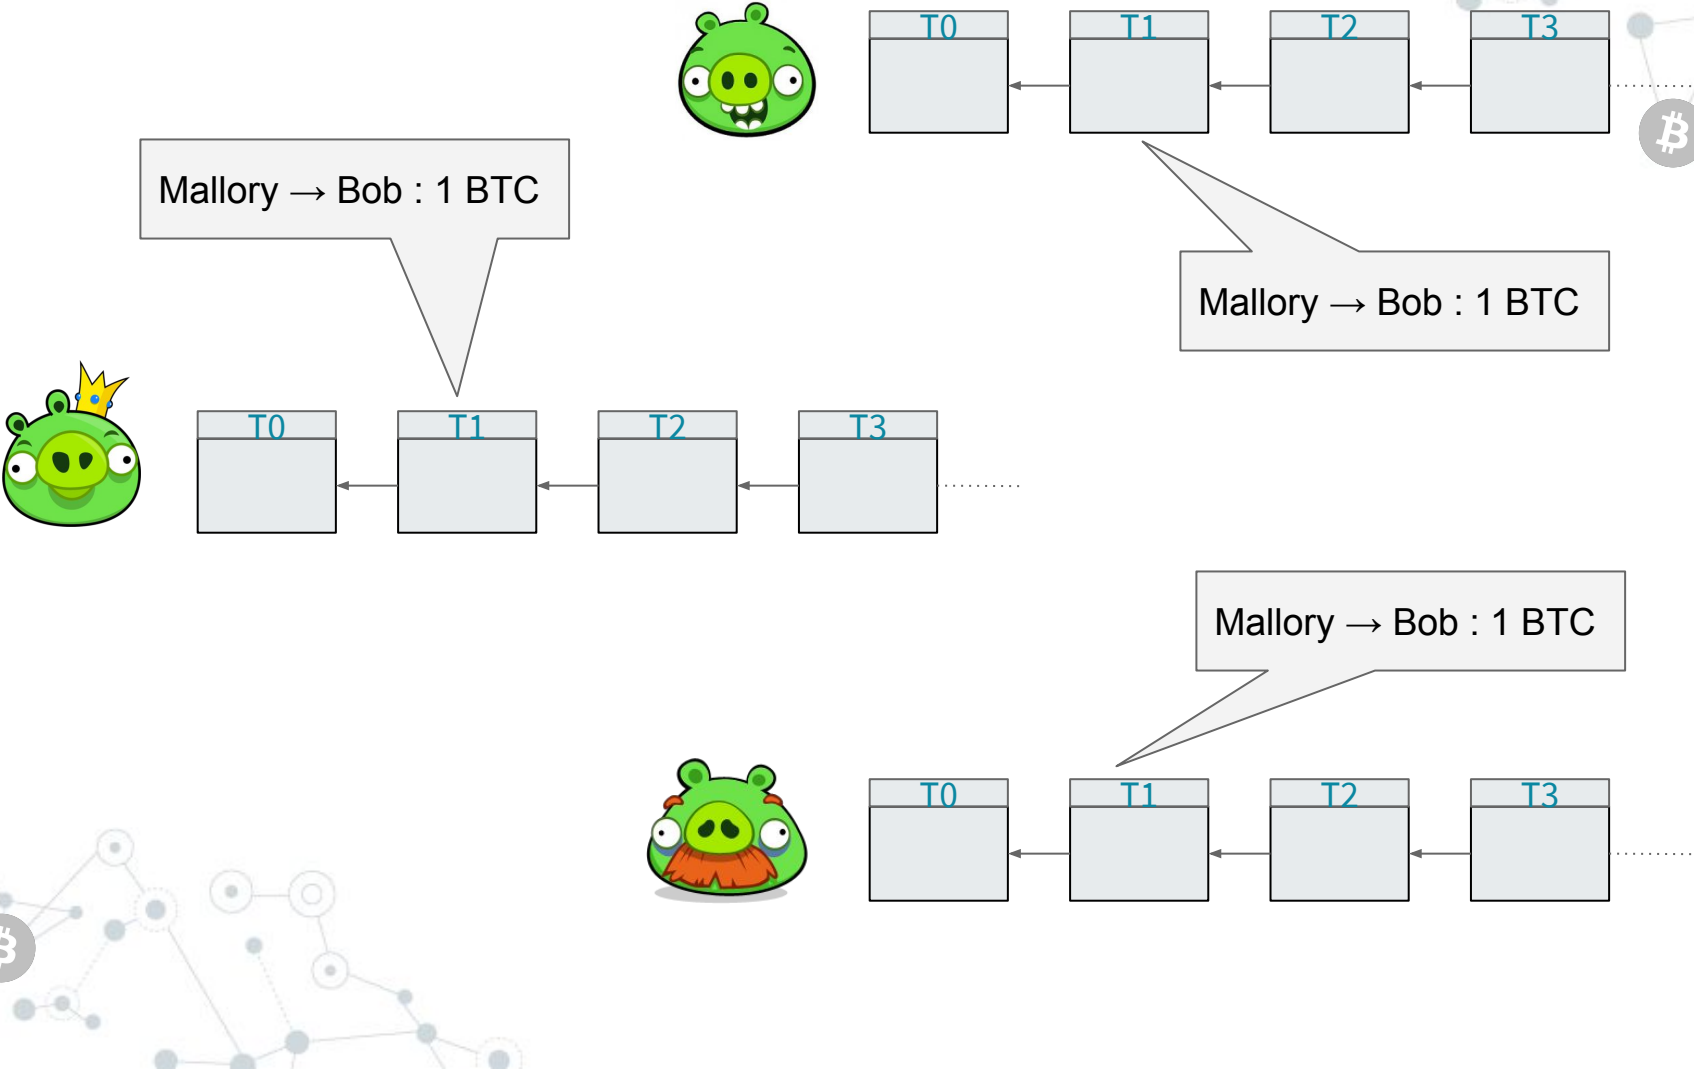 T0 T1 T2 T3
Mallory → Bob : 1 BTC
Mallory → Bob : 1 BTC
T0 T1 T2 T3
Mallory → Bob : 1 BTC
T0 T1 T2 T3